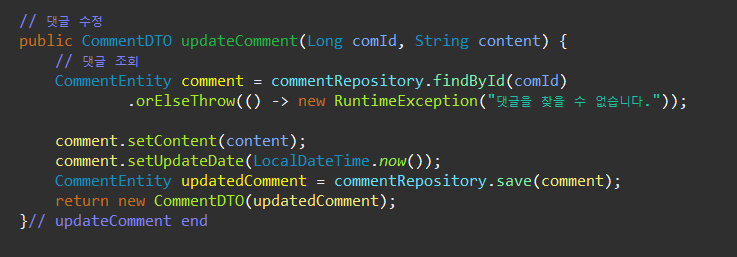 // 댓글 수정
public CommentDTO updateComment(Long comId, String content) {
    // 댓글 조회
    CommentEntity comment = commentRepository.findById(comId)
            .orElseThrow(() -> new RuntimeException("댓글을 찾을 수 없습니다."));

    comment.setContent(content);
    comment.setUpdateDate(LocalDateTime.now());
    CommentEntity updatedComment = commentRepository.save(comment);
    return new CommentDTO(updatedComment);
}// updateComment end